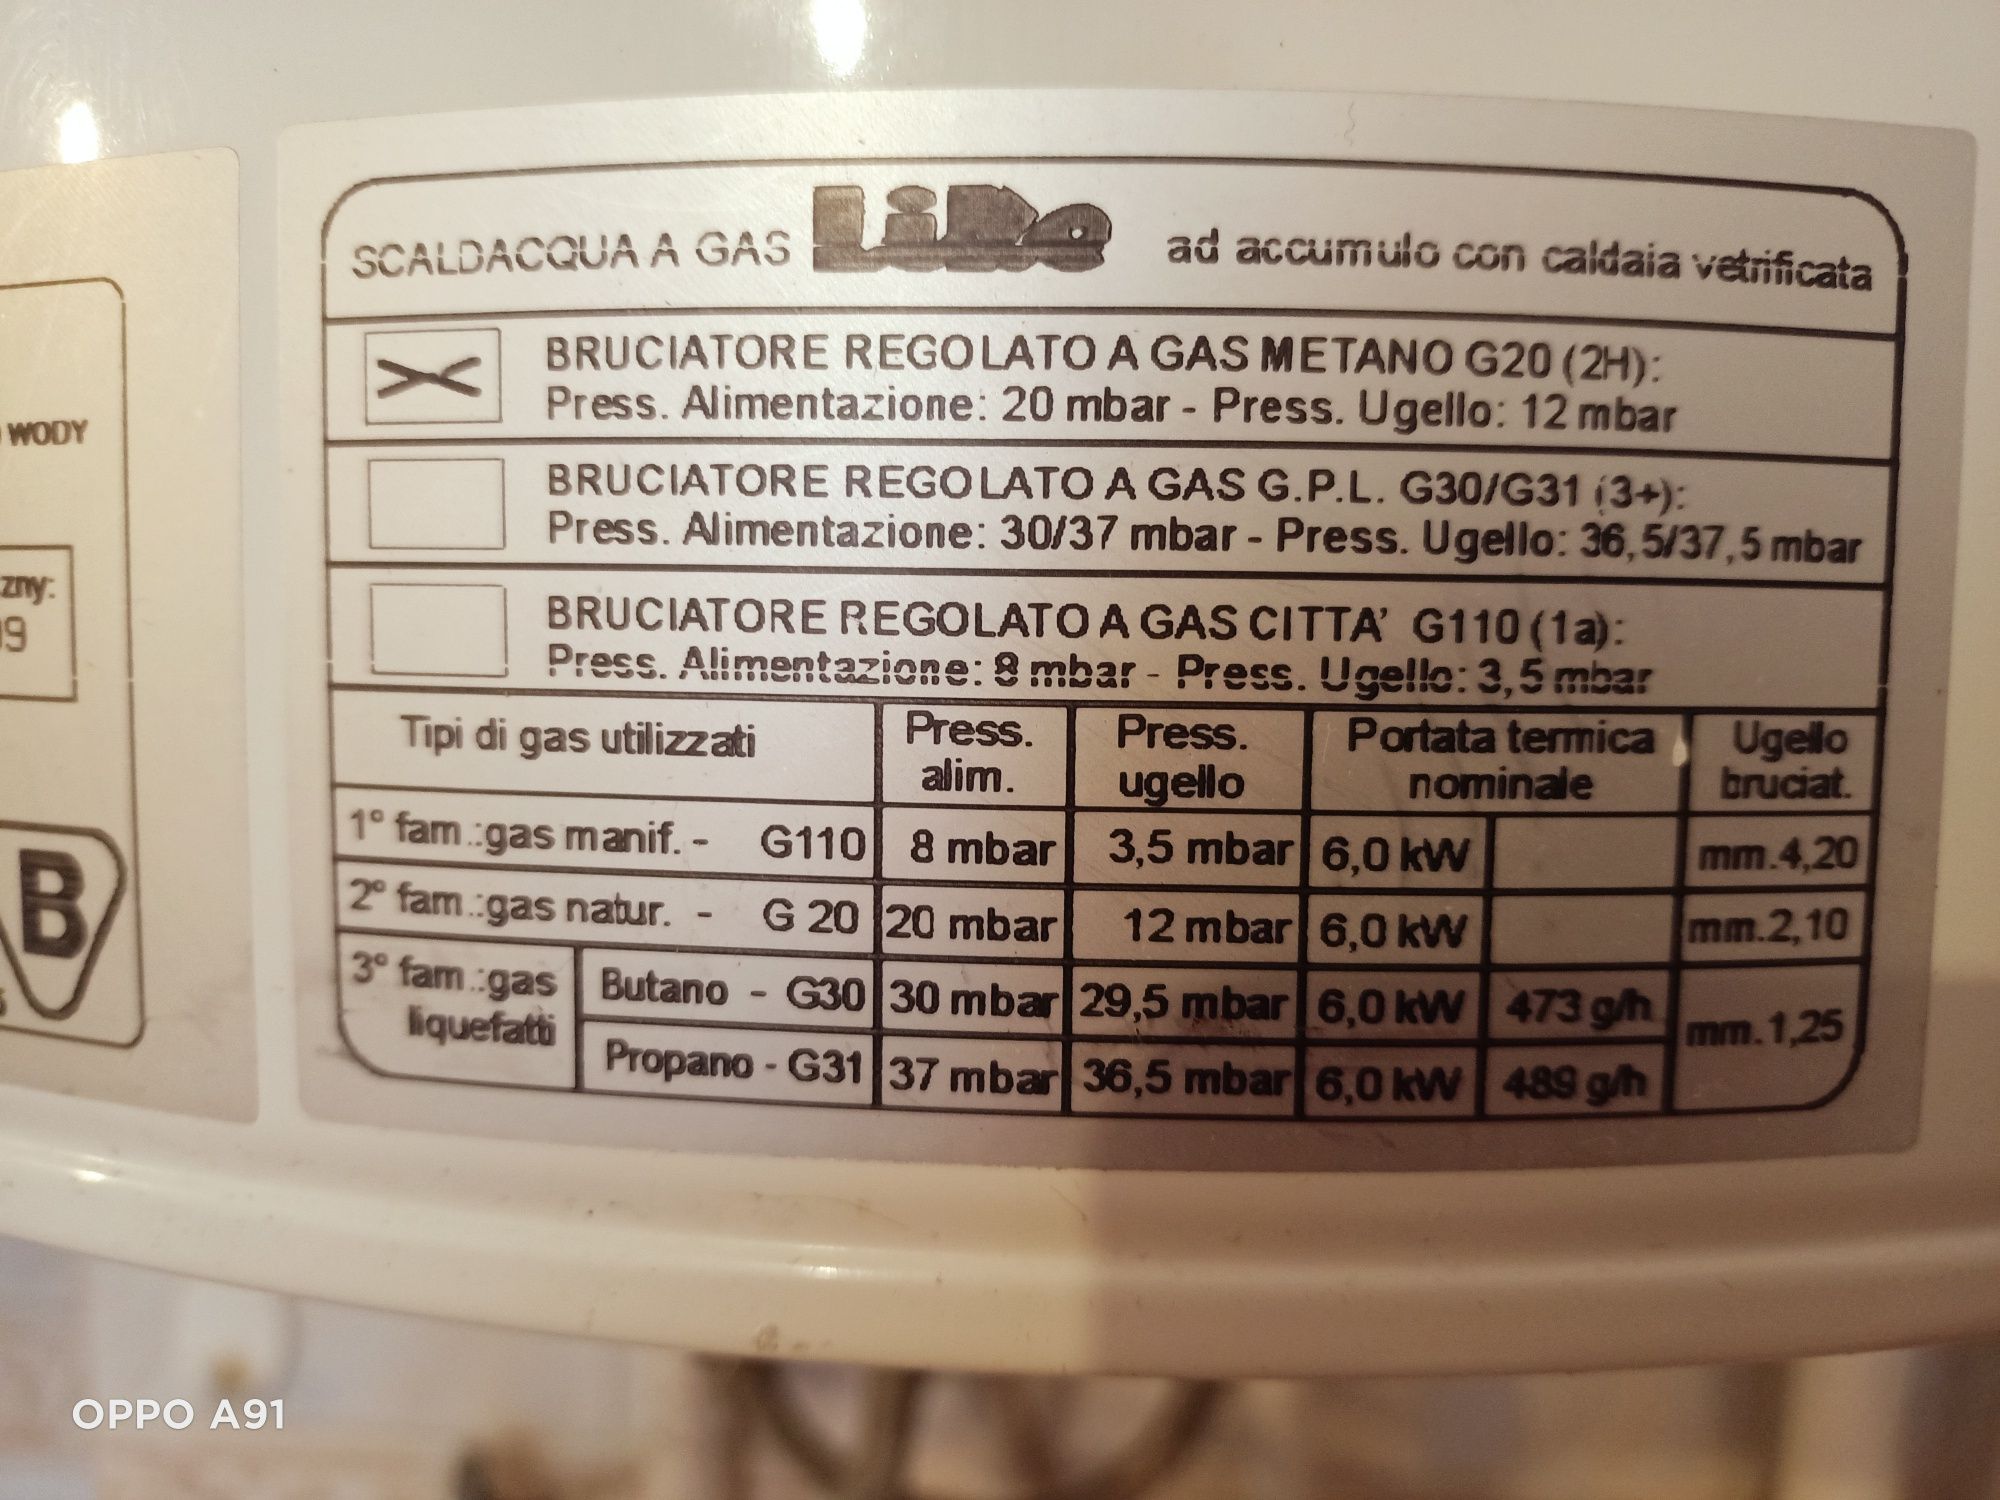 WODY
zny:
9
B
SCALDACQUA A GAS LiDo ad accumulo con caldaia vetrificata
BRUCIATORE REGOLATO A GAS METANO G20 (2H):
Press. Alimentazione: 20 mbar - Press. Ugello: 12 mbar
BRUCIATORE REGOLATO A GAS G.P.L. G30/G31 (3+):
Press. Alimentazione: 30/37 mbar - Press. Ugello: 36,5/37,5 mbar
BRUCIATORE REGOLATO A GAS CITTA' G110 (1a):
Press. Alimentazione: 8 mbar - Press. Ugello: 3,5 mbar
Tipi di gas utilizzati Press. alim. Press. ugello Portata termica nominale Ugello bruciat.
1° fam.:gas manif. - G110 8 mbar 3,5 mbar 6,0 kW mm.4,20
2° fam.:gas natur. - G 20 20 mbar 12 mbar 6,0 kW mm.2,10
3° fam.:gas liquefatti Butano - G30 30 mbar 29,5 mbar 6,0 kW 473 g/h mm.1,25
Propano - G31 37 mbar 36,5 mbar 6,0 kW 489 g/h
OPPO A91